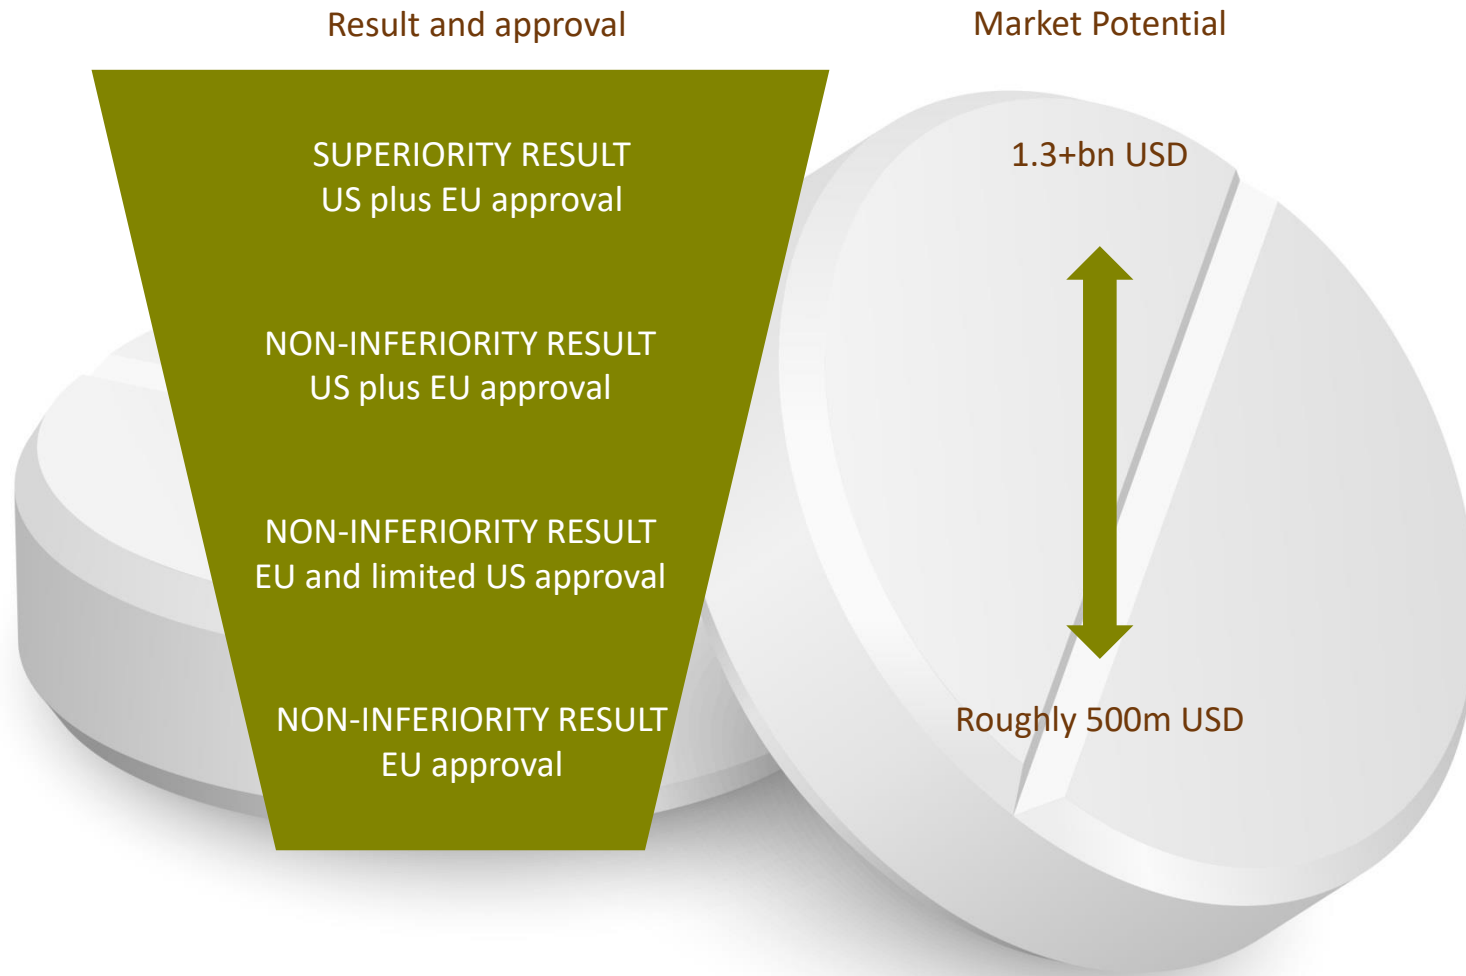 Result and approval
Market Potential
SUPERIORITY RESULT
US plus EU approval
1.3+bn USD
NON-INFERIORITY RESULT
US plus EU approval
NON-INFERIORITY RESULT
EU and limited US approval
NON-INFERIORITY RESULT
EU approval
Roughly 500m USD